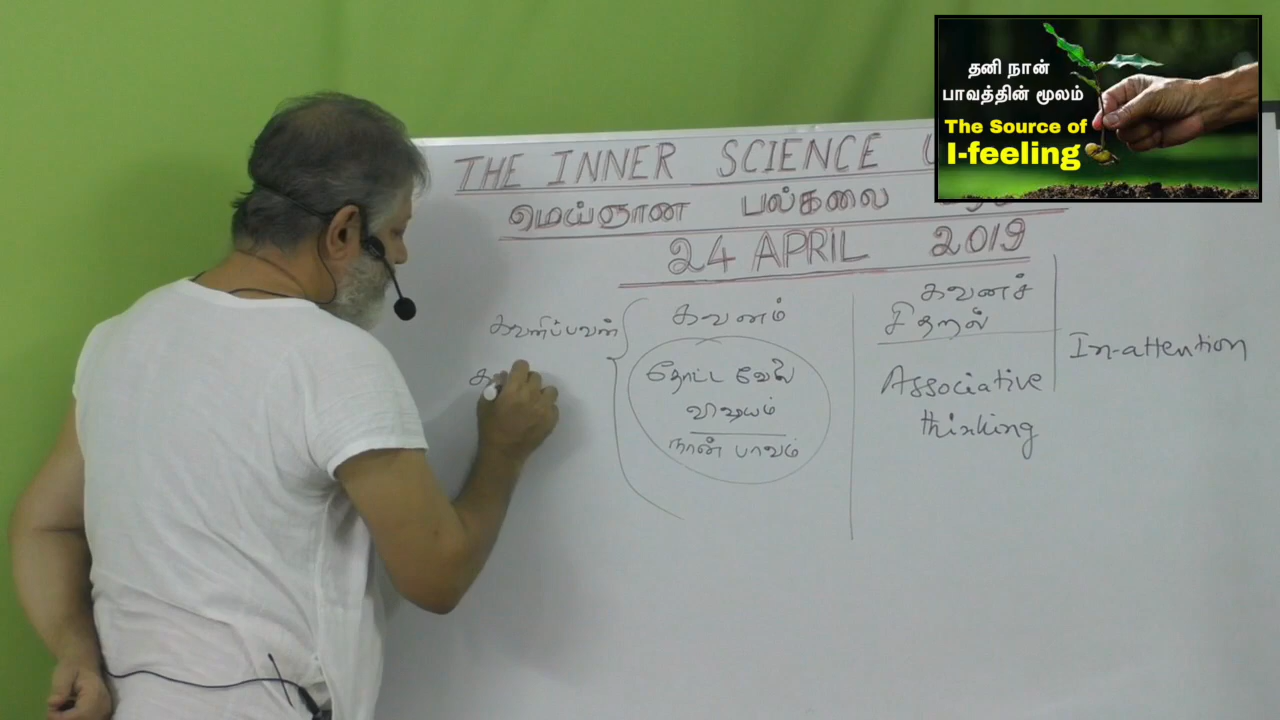 தனி நான்
பாவத்தின் மூலம்
The Source of
I-feeling
THE INNER SCIENCE
மெய்ஞான பல்கலை
24 APRIL 2019
கவனிப்பவன்
கவனம்
விஷயம்
நான் பாவம்
கவனச்
சிதறல்
Associative
thinking
In-attention